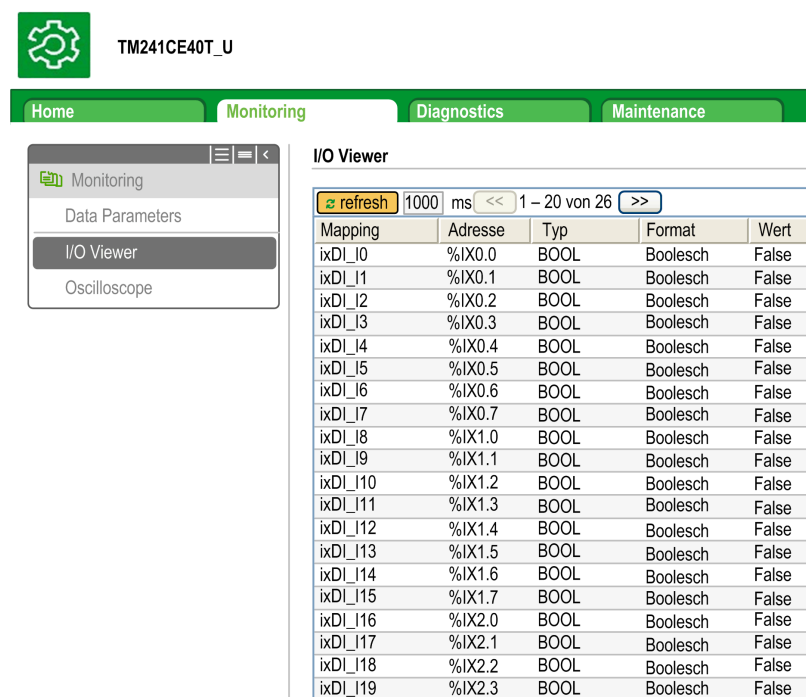 TM241CE40T_U
Home Monitoring Diagnostics Maintenance
Monitoring
Data Parameters
I/O Viewer
Oscilloscope
I/O Viewer
refresh 1000 ms << 1 – 20 von 26 >>
Mapping Adresse Typ Format Wert
ixDI_I0 %IX0.0 BOOL Boolesch False
ixDI_I1 %IX0.1 BOOL Boolesch False
ixDI_I2 %IX0.2 BOOL Boolesch False
ixDI_I3 %IX0.3 BOOL Boolesch False
ixDI_I4 %IX0.4 BOOL Boolesch False
ixDI_I5 %IX0.5 BOOL Boolesch False
ixDI_I6 %IX0.6 BOOL Boolesch False
ixDI_I7 %IX0.7 BOOL Boolesch False
ixDI_I8 %IX1.0 BOOL Boolesch False
ixDI_I9 %IX1.1 BOOL Boolesch False
ixDI_I10 %IX1.2 BOOL Boolesch False
ixDI_I11 %IX1.3 BOOL Boolesch False
ixDI_I12 %IX1.4 BOOL Boolesch False
ixDI_I13 %IX1.5 BOOL Boolesch False
ixDI_I14 %IX1.6 BOOL Boolesch False
ixDI_I15 %IX1.7 BOOL Boolesch False
ixDI_I16 %IX2.0 BOOL Boolesch False
ixDI_I17 %IX2.1 BOOL Boolesch False
ixDI_I18 %IX2.2 BOOL Boolesch False
ixDI_I19 %IX2.3 BOOL Boolesch False